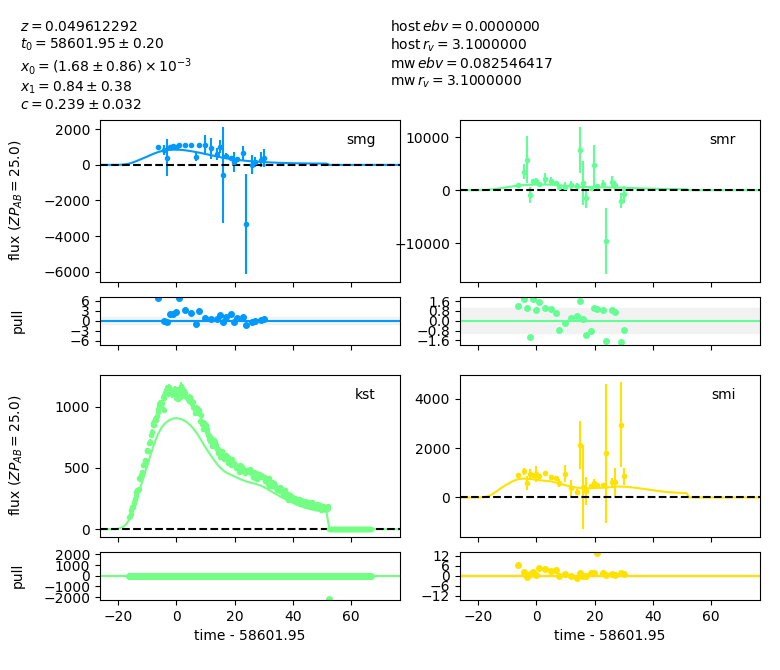 z = 0.049612292
t₀ = 58601.95 ± 0.20
x₀ = (1.68 ± 0.86) × 10⁻³
x₁ = 0.84 ± 0.38
c = 0.239 ± 0.032
host ebv = 0.0000000
host r_v = 3.1000000
mw ebv = 0.082546417
mw r_v = 3.1000000
flux (ZP_AB = 25.0)
2000
0
−2000
−4000
−6000
smg
10000
0
−10000
smr
pull
6
3
0
−3
−6
1.6
0.8
0.0
−0.8
−1.6
flux (ZP_AB = 25.0)
1000
500
0
kst
4000
2000
0
smi
pull
2000
1000
0
−1000
−2000
12
6
0
−6
−12
−20 0 20 40 60
−20 0 20 40 60
time - 58601.95
time - 58601.95